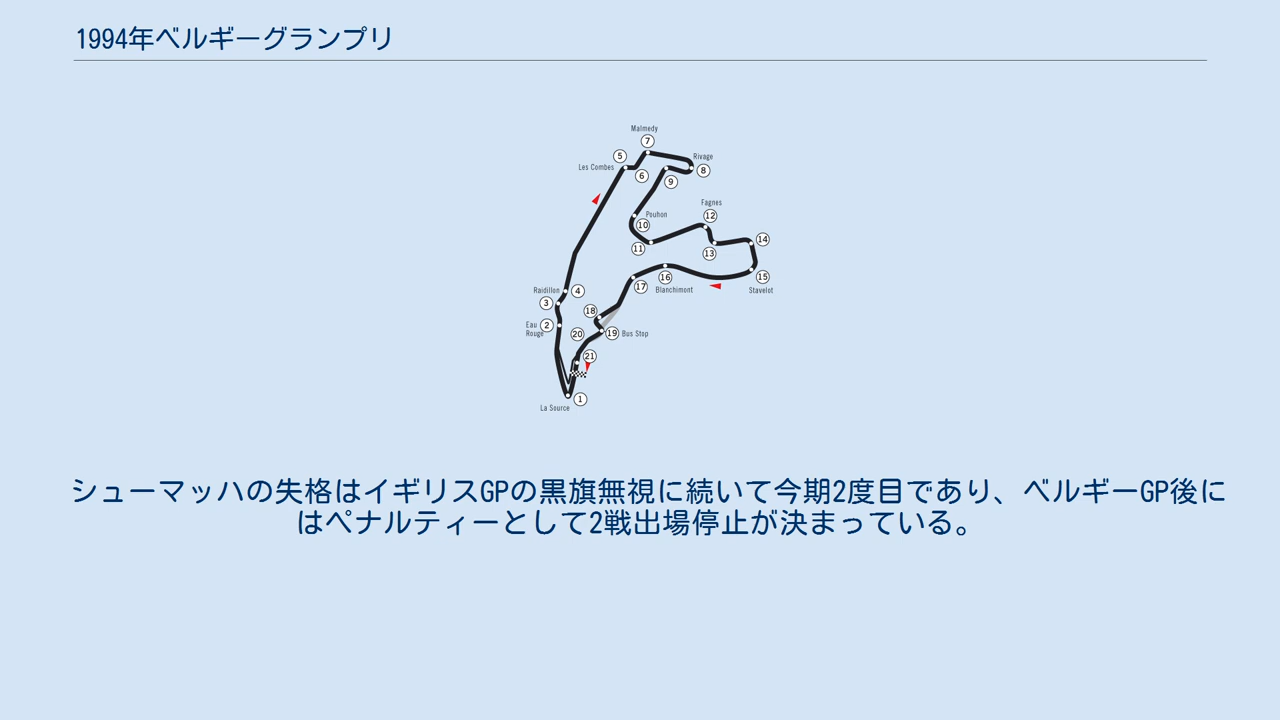 1994年ベルギーグランプリ
Malmedy
7
5
Rivage
Les Combes
6
8
9
Fagnes
12
Pouhon
10
11
13
14
16
15
17
Blanchimont
Stavelot
Raidillon
4
3
18
Eau
Rouge
2
20
19
Bus Stop
21
1
La Source
シューマッハの失格はイギリスGPの黒旗無視に続いて今期2度目であり、ベルギーGP後に
はペナルティーとして2戦出場停止が決まっている。